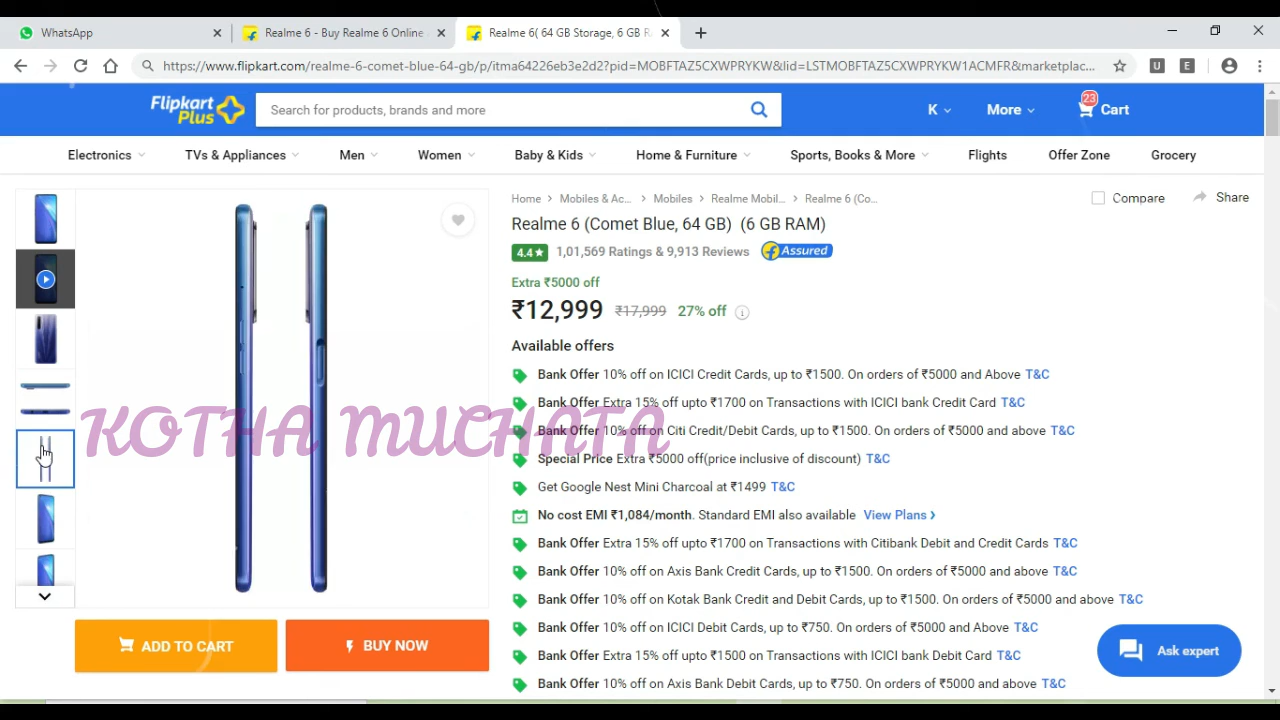 WhatsApp
Realme 6 - Buy Realme 6 Online
Realme 6( 64 GB Storage, 6 GB R
https://www.flipkart.com/realme-6-comet-blue-64-gb/p/itma64226eb3e2d2?pid=MOBFTAZ5CXWPRYKW&lid=LSTMOBFTAZ5CXWPRYKW1ACMFR&marketplac...
U
E
Flipkart
Plus
Search for products, brands and more
K
More
23
Cart
Electronics
TVs & Appliances
Men
Women
Baby & Kids
Home & Furniture
Sports, Books & More
Flights
Offer Zone
Grocery
Home > Mobiles & Ac... > Mobiles > Realme Mobil... > Realme 6 (Co...
Compare
Share
Realme 6 (Comet Blue, 64 GB) (6 GB RAM)
4.4★ 1,01,569 Ratings & 9,913 Reviews Assured
Extra ₹5000 off
₹12,999 ₹17,999 27% off
Available offers
Bank Offer 10% off on ICICI Credit Cards, up to ₹1500. On orders of ₹5000 and Above T&C
Bank Offer Extra 15% off upto ₹1700 on Transactions with ICICI bank Credit Card T&C
Bank Offer 10% off on Citi Credit/Debit Cards, up to ₹1500. On orders of ₹5000 and above T&C
KOTHA MUCHATA
Special Price Extra ₹5000 off(price inclusive of discount) T&C
Get Google Nest Mini Charcoal at ₹1499 T&C
No cost EMI ₹1,084/month. Standard EMI also available View Plans >
Bank Offer Extra 15% off upto ₹1700 on Transactions with Citibank Debit and Credit Cards T&C
Bank Offer 10% off on Axis Bank Credit Cards, up to ₹1500. On orders of ₹5000 and above T&C
Bank Offer 10% off on Kotak Bank Credit and Debit Cards, up to ₹1500. On orders of ₹5000 and above T&C
Bank Offer 10% off on ICICI Debit Cards, up to ₹750. On orders of ₹5000 and Above T&C
Bank Offer Extra 15% off upto ₹1500 on Transactions with ICICI bank Debit Card T&C
Bank Offer 10% off on Axis Bank Debit Cards, up to ₹750. On orders of ₹5000 and above T&C
ADD TO CART
BUY NOW
Ask expert